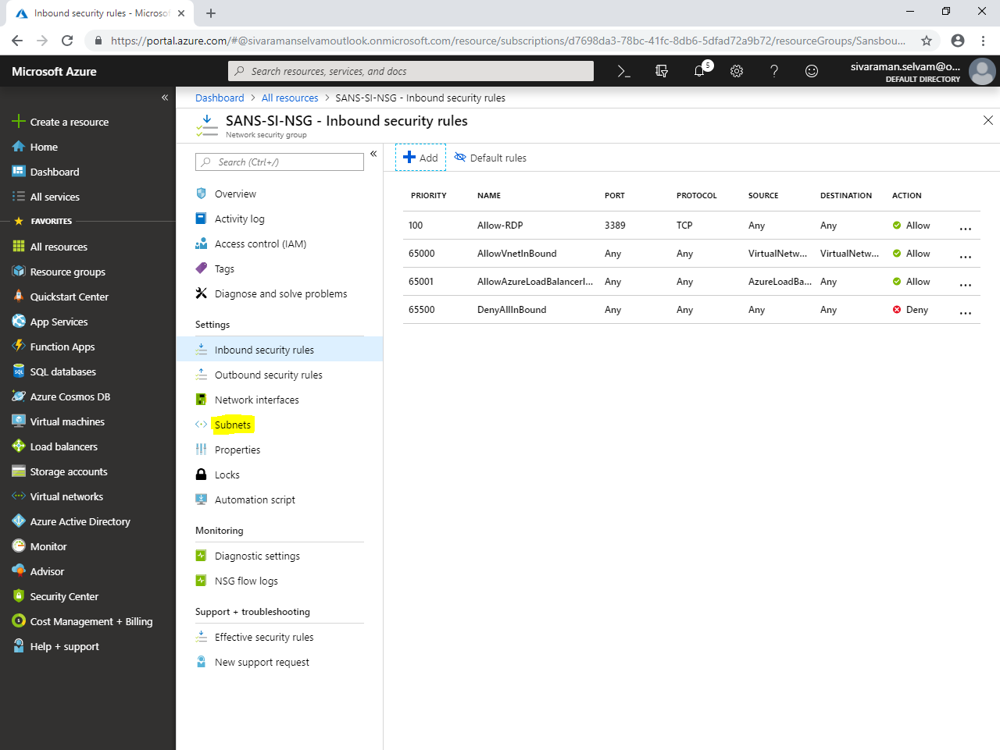 Inbound security rules - Microsof
https://portal.azure.com/#@sivaramanselvamoutlook.onmicrosoft.com/resource/subscriptions/d7698da3-78bc-41fc-8db6-5dfad72a9b72/resourceGroups/Sansbou...
Microsoft Azure
Search resources, services, and docs
5
sivaraman.selvam@o...
DEFAULT DIRECTORY
Create a resource
Home
Dashboard
All services
FAVORITES
All resources
Resource groups
Quickstart Center
App Services
Function Apps
SQL databases
Azure Cosmos DB
Virtual machines
Load balancers
Storage accounts
Virtual networks
Azure Active Directory
Monitor
Advisor
Security Center
Cost Management + Billing
Help + support
Dashboard > All resources > SANS-SI-NSG - Inbound security rules
SANS-SI-NSG - Inbound security rules
Network security group
Search (Ctrl+/)
Overview
Activity log
Access control (IAM)
Tags
Diagnose and solve problems
Settings
Inbound security rules
Outbound security rules
Network interfaces
Subnets
Properties
Locks
Automation script
Monitoring
Diagnostic settings
NSG flow logs
Support + troubleshooting
Effective security rules
New support request
Add Default rules
PRIORITY NAME PORT PROTOCOL SOURCE DESTINATION ACTION
100 Allow-RDP 3389 TCP Any Any Allow ...
65000 AllowVnetInBound Any Any VirtualNetw... VirtualNetw... Allow ...
65001 AllowAzureLoadBalancerI... Any Any AzureLoadBa... Any Allow ...
65500 DenyAllInBound Any Any Any Any Deny ...